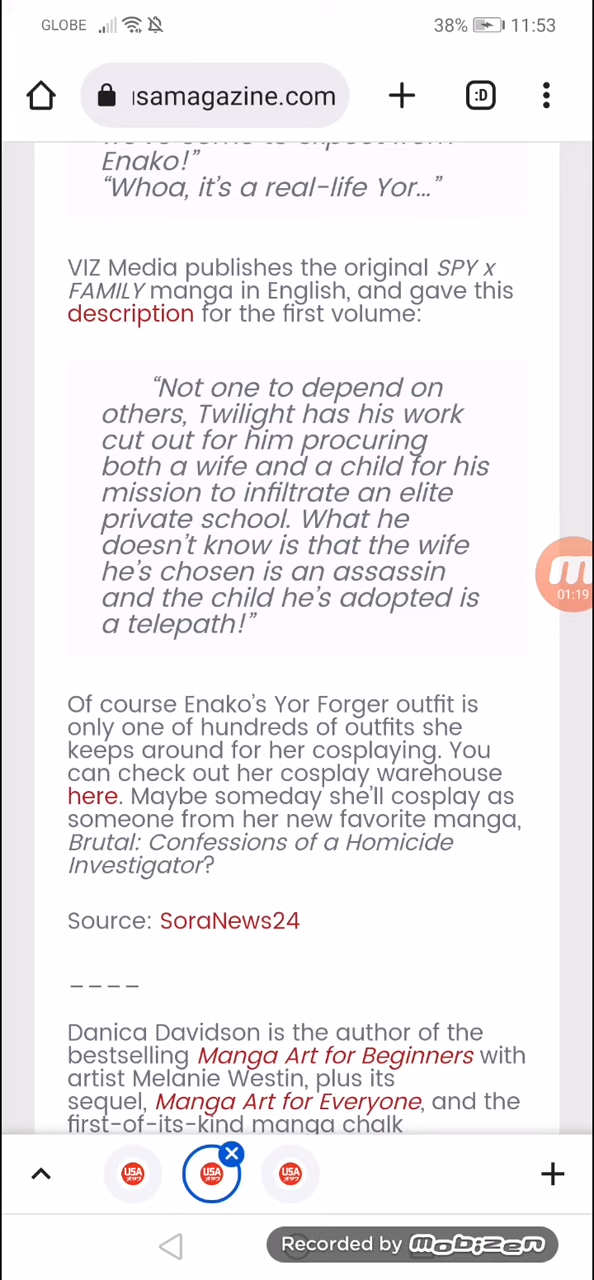 GLOBE
38% 11:53
ısamagazine.com
:D
Enako!”
“Whoa, it’s a real-life Yor...”
VIZ Media publishes the original SPY x
FAMILY manga in English, and gave this
description for the first volume:
“Not one to depend on
others, Twilight has his work
cut out for him procuring
both a wife and a child for his
mission to infiltrate an elite
private school. What he
doesn’t know is that the wife
he’s chosen is an assassin
and the child he’s adopted is
a telepath!”
01:19
Of course Enako’s Yor Forger outfit is
only one of hundreds of outfits she
keeps around for her cosplaying. You
can check out her cosplay warehouse
here. Maybe someday she’ll cosplay as
someone from her new favorite manga,
Brutal: Confessions of a Homicide
Investigator?
Source: SoraNews24
––––
Danica Davidson is the author of the
bestselling Manga Art for Beginners with
artist Melanie Westin, plus its
sequel, Manga Art for Everyone, and the
first-of-its-kind manga chalk
USA USA USA
Recorded by mobizen